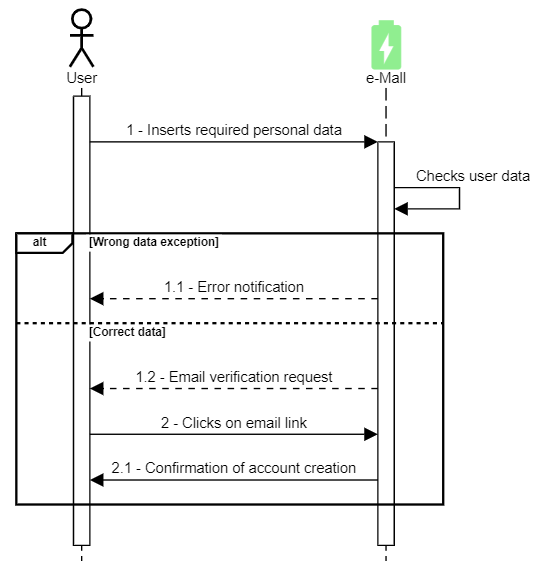 User
e-Mall
1 - Inserts required personal data
Checks user data
alt
[Wrong data exception]
1.1 - Error notification
[Correct data]
1.2 - Email verification request
2 - Clicks on email link
2.1 - Confirmation of account creation